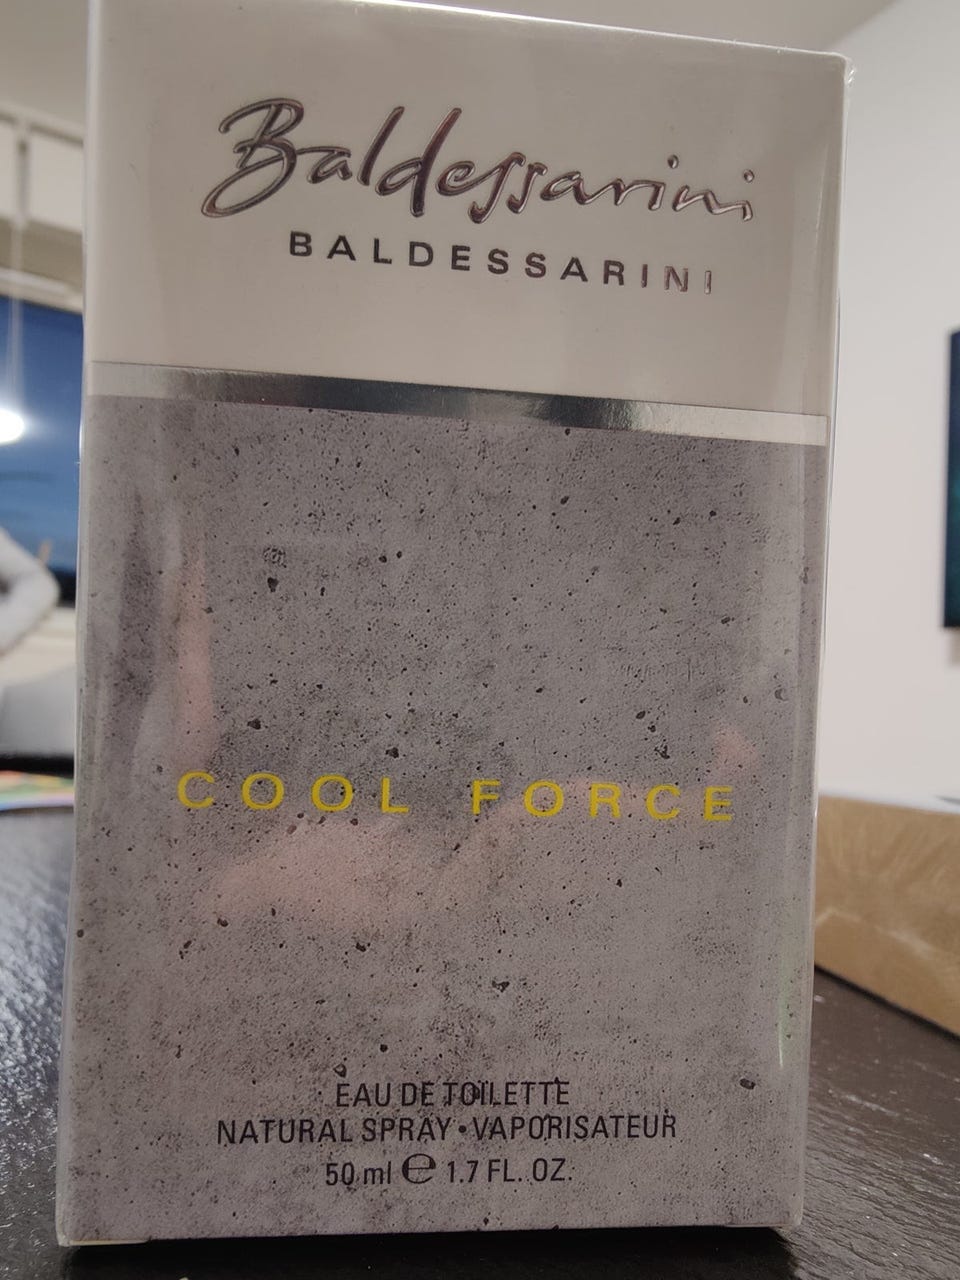 Baldessarini
BALDESSARINI
COOL FORCE
EAU DE TOILETTE
NATURAL SPRAY • VAPORISATEUR
50 ml ℮ 1.7 FL. OZ.